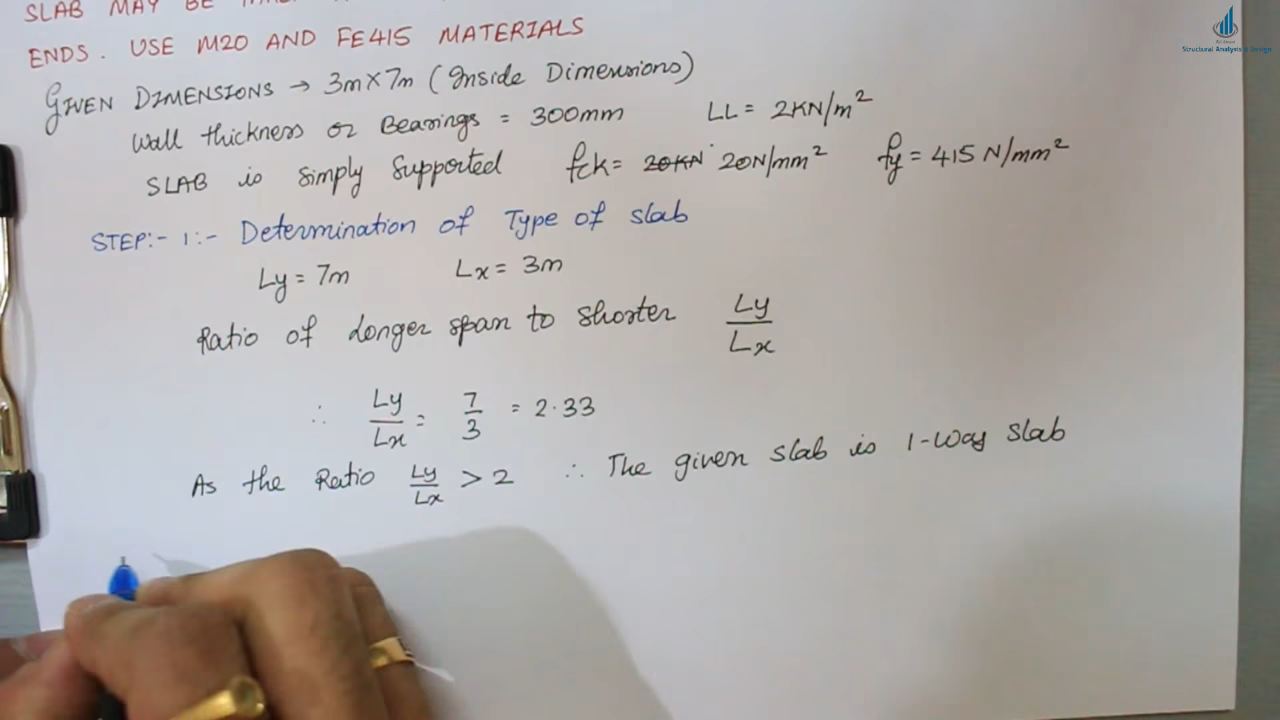 SLAB MAY BE
ENDS. USE M20 AND FE415 MATERIALS
GIVEN DIMENSIONS → 3m X 7m (Inside Dimensions)
Wall thickness or Bearings = 300mm LL = 2KN/m²
SLAB is simply supported fck = 20KN 20N/mm² fy = 415 N/mm²
STEP:- 1:- Determination of Type of slab
Ly = 7m Lx = 3m
Ratio of longer span to shorter Ly/Lx
∴ Ly/Lx = 7/3 = 2.33
As the Ratio Ly/Lx > 2 ∴ The given slab is 1-way slab
Structural Analysis & Design